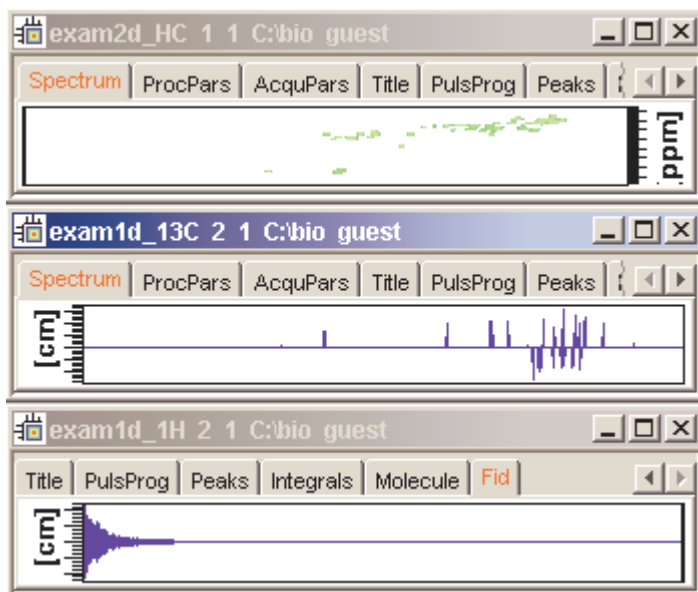 exam2d_HC 1 1 C:\bio guest
Spectrum ProcPars AcquPars Title PulsProg Peaks
[ppm]
exam1d_13C 2 1 C:\bio guest
Spectrum ProcPars AcquPars Title PulsProg Peaks
[cm]
exam1d_1H 2 1 C:\bio guest
Title PulsProg Peaks Integrals Molecule Fid
[cm]